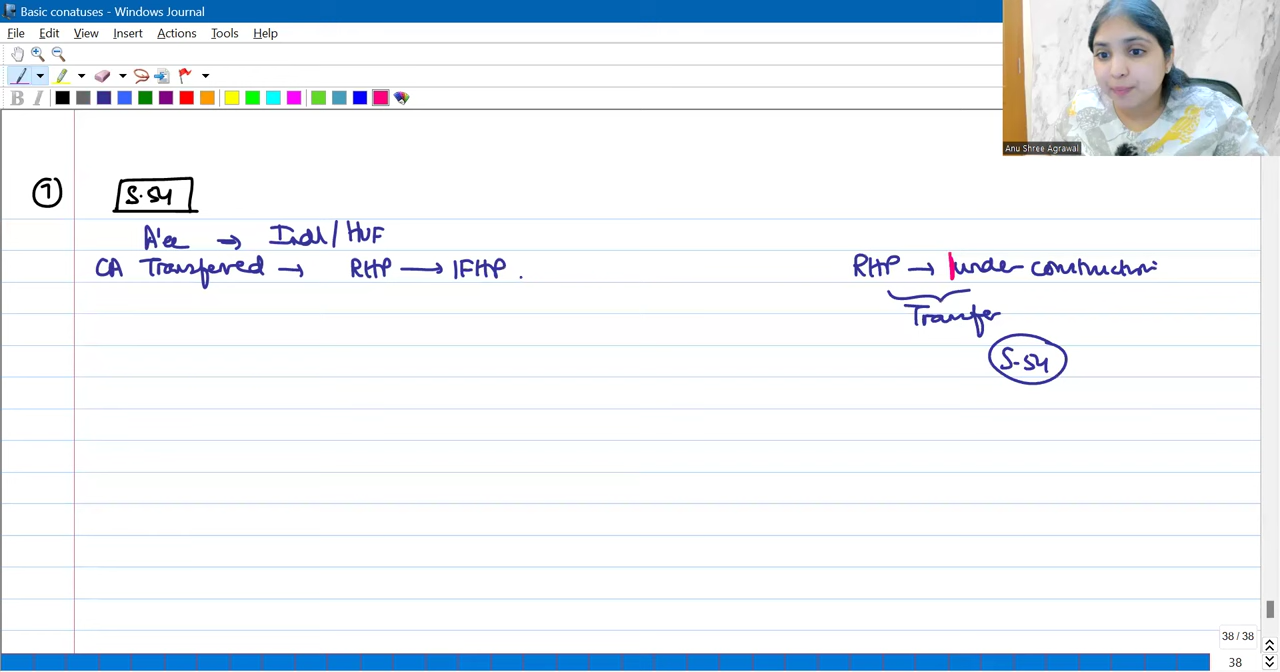 Basic conatuses - Windows Journal
File Edit View Insert Actions Tools Help
B I
Anu Shree Agrawal
① S.54
A'ee → Indl/HUF
CA Transferred → RHP → IFHP.
RHP → under construction
Transfer
S-54
38 / 38
38